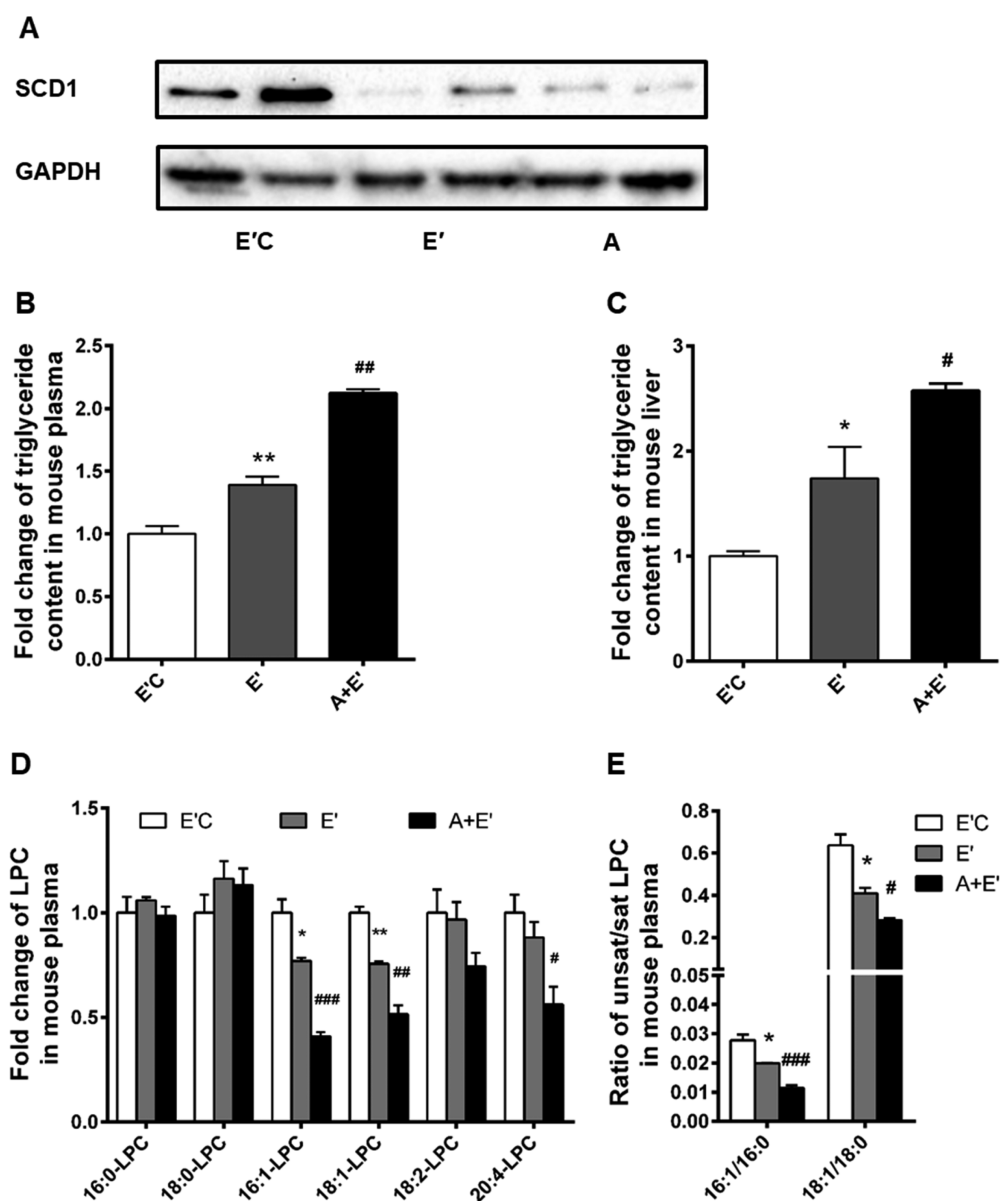 A
SCD1
GAPDH
E'C E' A
B
Fold change of triglyceride
content in mouse plasma
2.5
2.0
1.5
1.0
0.5
0.0
**
##
E'C
E'
A+E'
C
Fold change of triglyceride
content in mouse liver
3
2
1
0
*
#
E'C
E'
A+E'
D
Fold change of LPC
in mouse plasma
1.5
1.0
0.5
0.0
E'C E' A+E'
*
###
**
##
#
16:0-LPC
18:0-LPC
16:1-LPC
18:1-LPC
18:2-LPC
20:4-LPC
E
Ratio of unsat/sat LPC
in mouse plasma
0.8
0.6
0.4
0.2
0.05
0.04
0.03
0.02
0.01
0.00
E'C
E'
A+E'
*
###
*
#
16:1/16:0
18:1/18:0